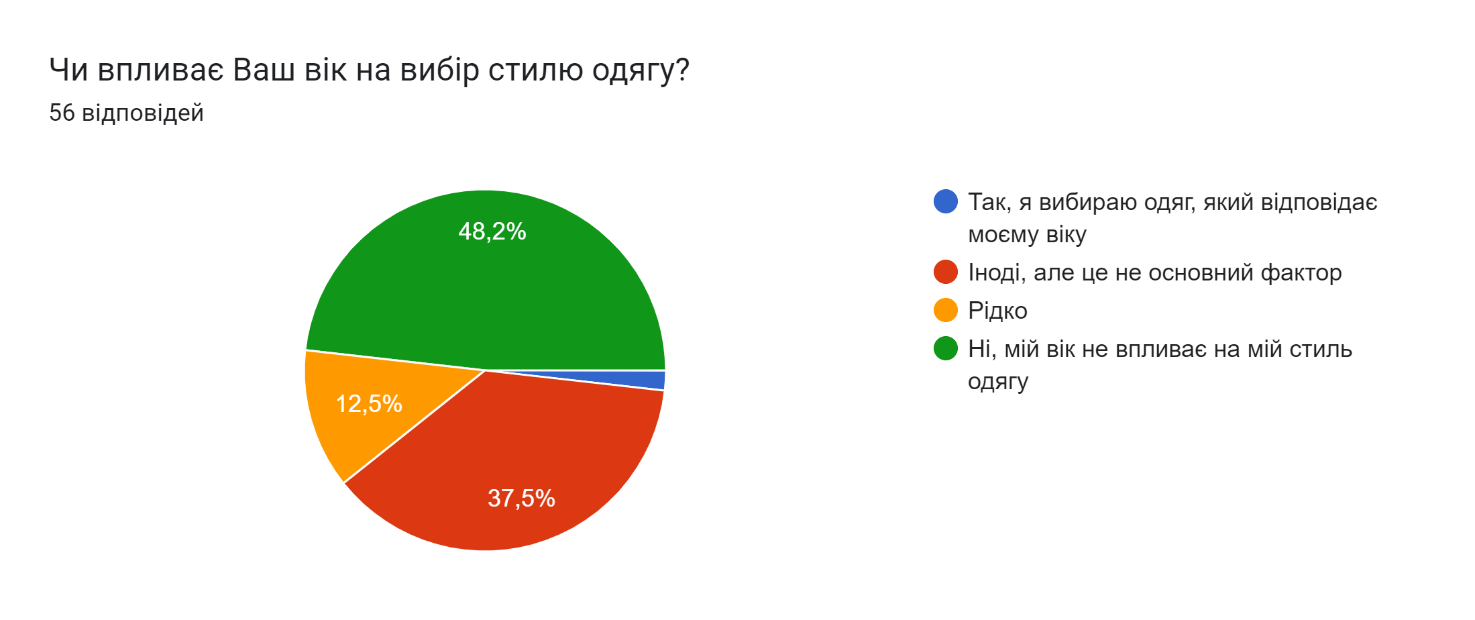 Чи впливає Ваш вік на вибір стилю одягу?
56 відповідей
48,2%
12,5%
37,5%
Так, я вибираю одяг, який відповідає
моєму віку
Іноді, але це не основний фактор
Рідко
Ні, мій вік не впливає на мій стиль
одягу